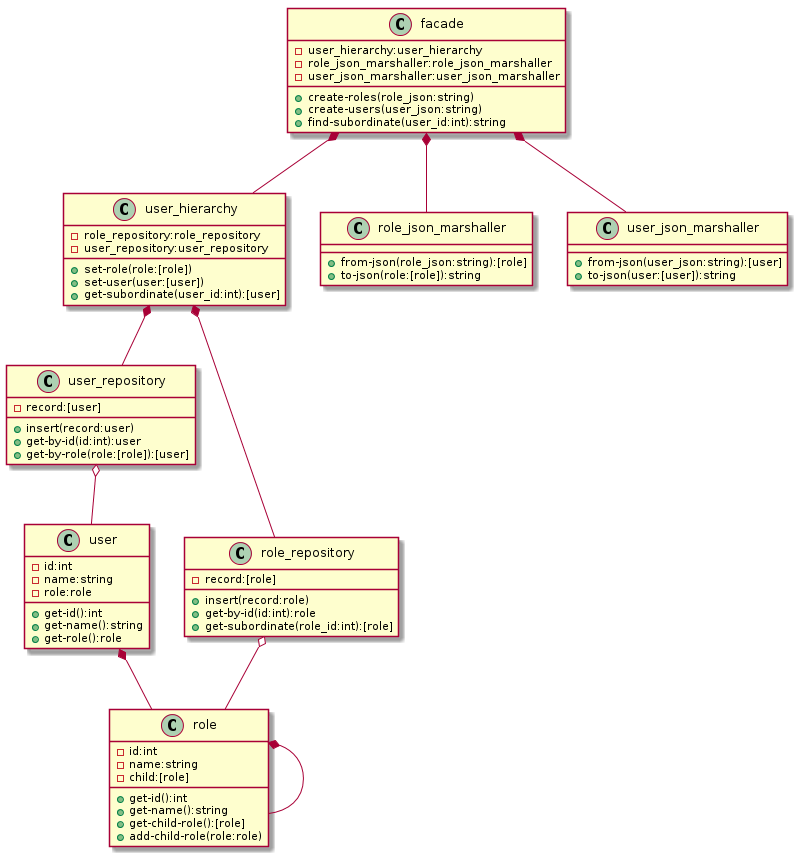 C facade
user_hierarchy:user_hierarchy
role_json_marshaller:role_json_marshaller
user_json_marshaller:user_json_marshaller
create-roles(role_json:string)
create-users(user_json:string)
find-subordinate(user_id:int):string
C user_hierarchy
role_repository:role_repository
user_repository:user_repository
set-role(role:[role])
set-user(user:[user])
get-subordinate(user_id:int):[user]
C role_json_marshaller
from-json(role_json:string):[role]
to-json(role:[role]):string
C user_json_marshaller
from-json(user_json:string):[user]
to-json(user:[user]):string
C user_repository
record:[user]
insert(record:user)
get-by-id(id:int):user
get-by-role(role:[role]):[user]
C user
id:int
name:string
role:role
get-id():int
get-name():string
get-role():role
C role_repository
record:[role]
insert(record:role)
get-by-id(id:int):role
get-subordinate(role_id:int):[role]
C role
id:int
name:string
child:[role]
get-id():int
get-name():string
get-child-role():[role]
add-child-role(role:role)